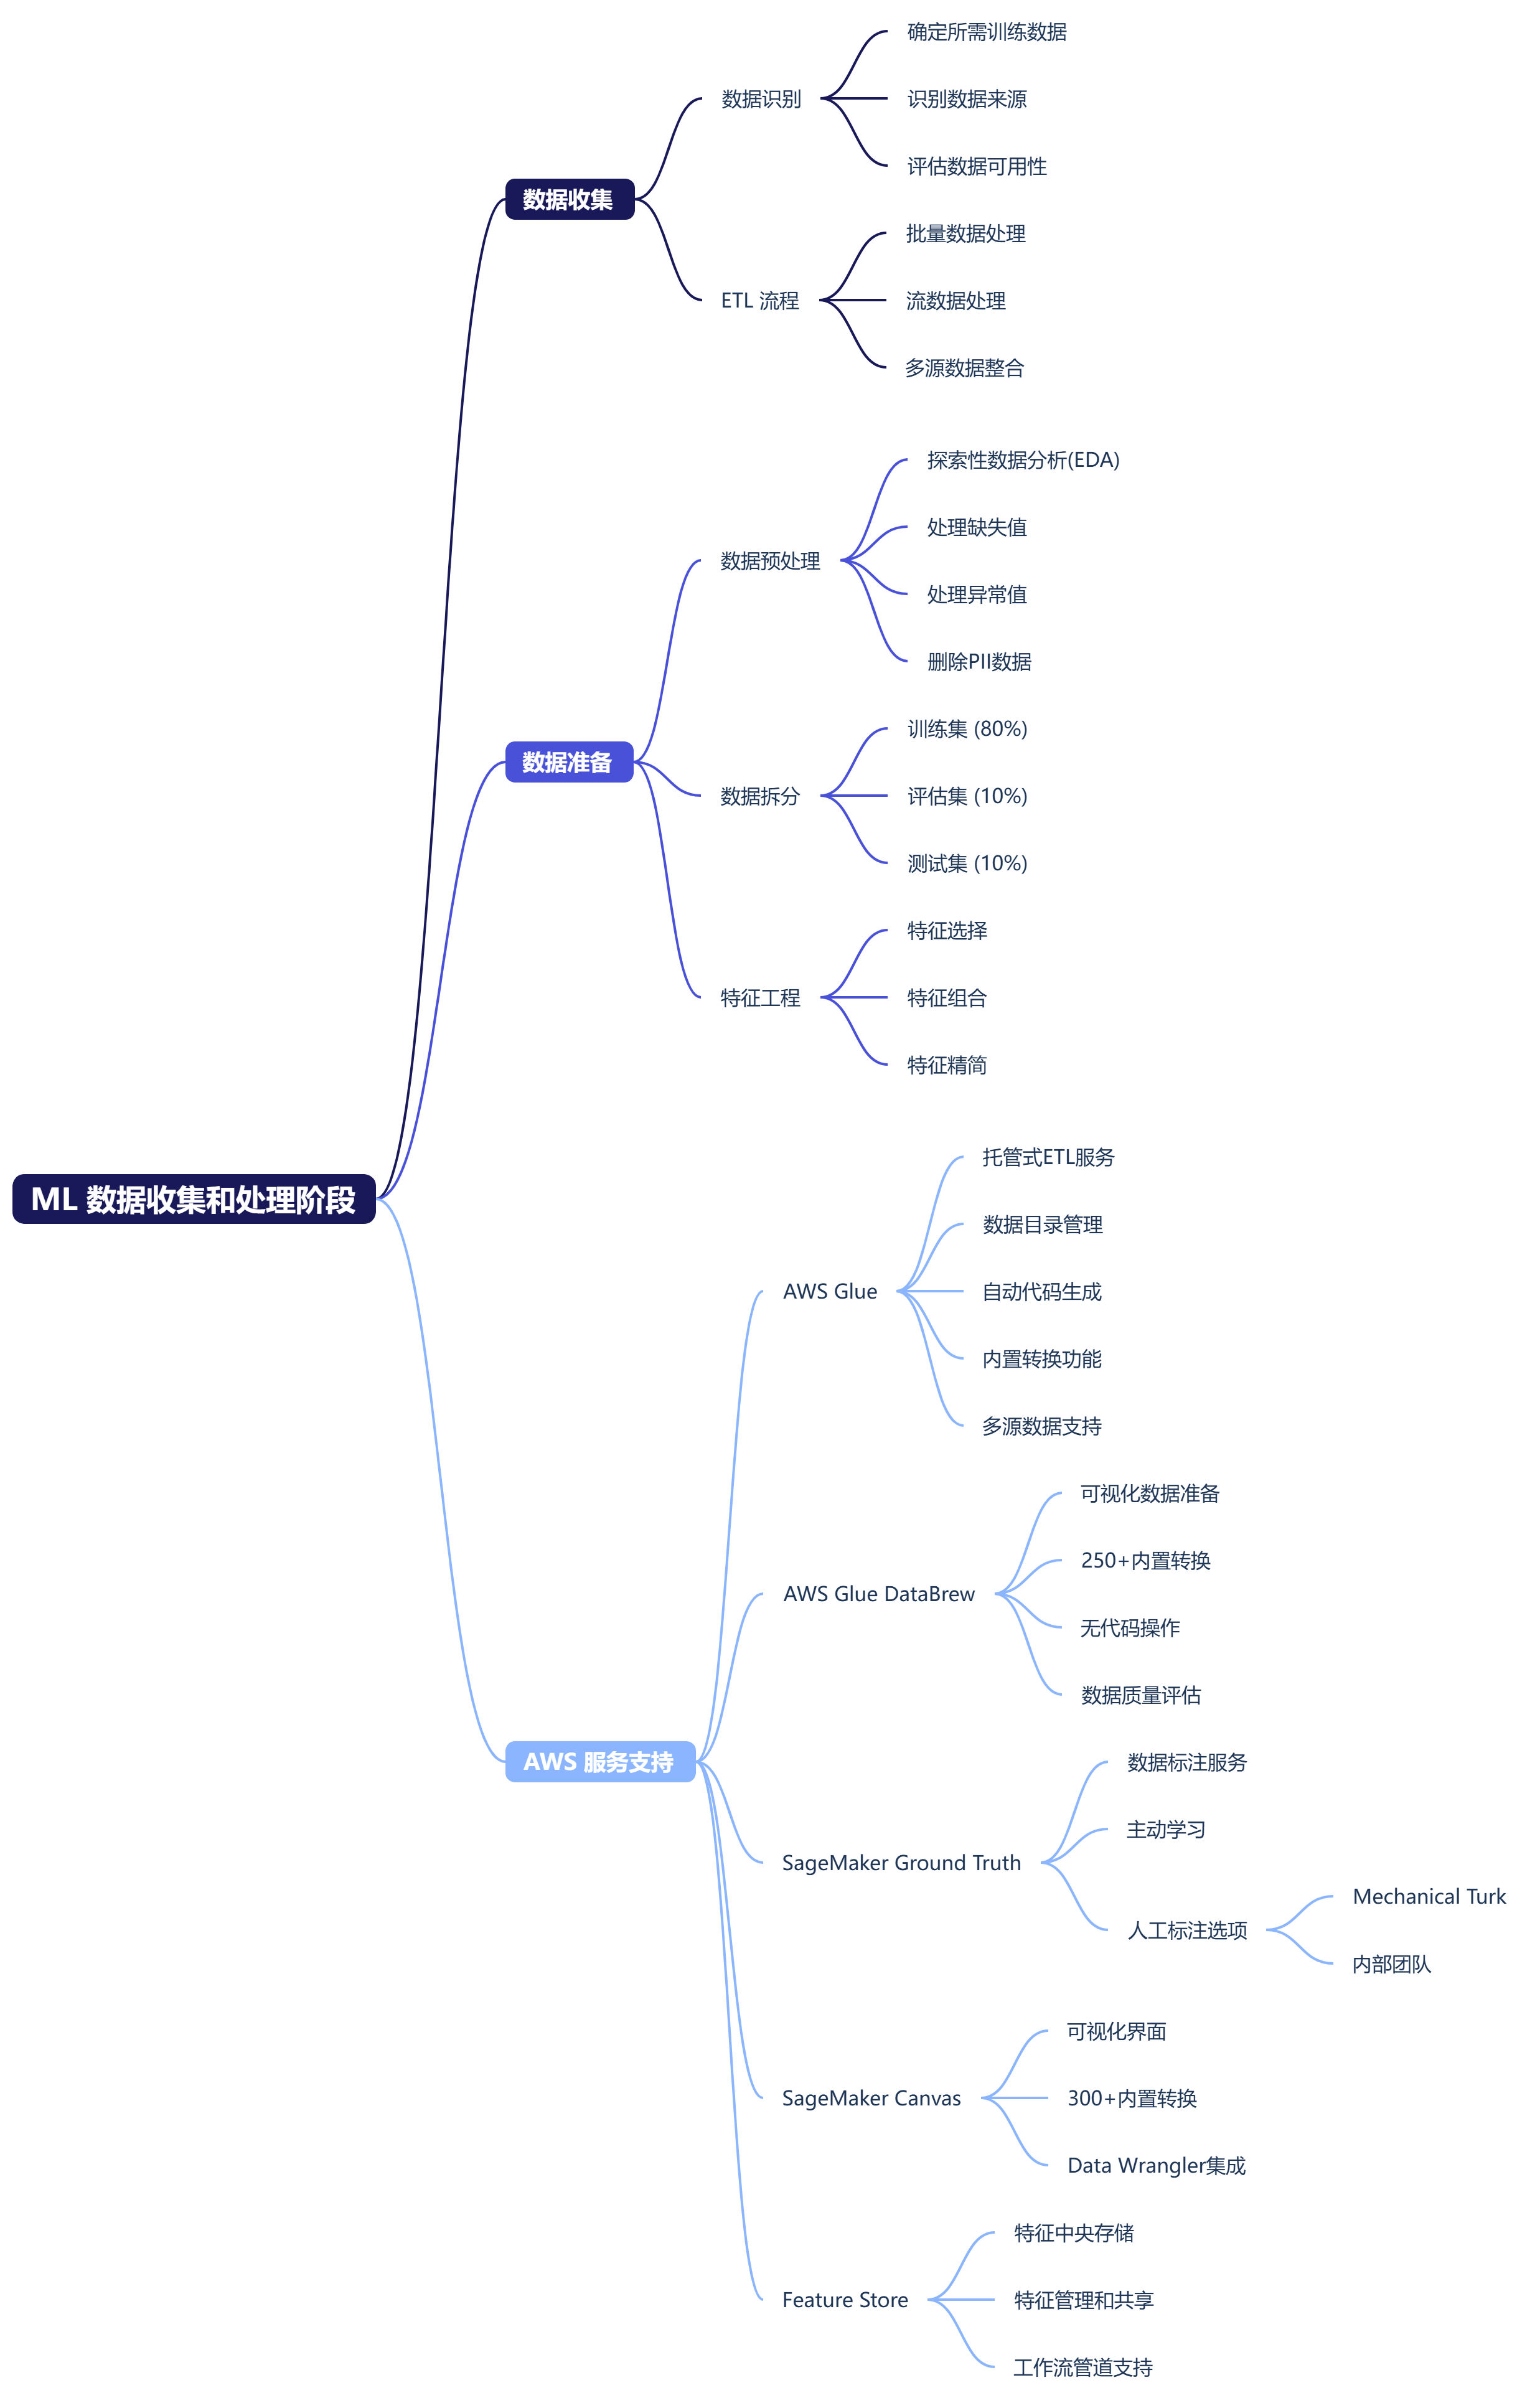 ML 数据收集和处理阶段
数据收集
数据识别
确定所需训练数据
识别数据来源
评估数据可用性
ETL 流程
批量数据处理
流数据处理
多源数据整合
数据准备
数据预处理
探索性数据分析(EDA)
处理缺失值
处理异常值
删除PII数据
数据拆分
训练集 (80%)
评估集 (10%)
测试集 (10%)
特征工程
特征选择
特征组合
特征精简
AWS 服务支持
AWS Glue
托管式ETL服务
数据目录管理
自动代码生成
内置转换功能
多源数据支持
AWS Glue DataBrew
可视化数据准备
250+内置转换
无代码操作
数据质量评估
SageMaker Ground Truth
数据标注服务
主动学习
人工标注选项
Mechanical Turk
内部团队
SageMaker Canvas
可视化界面
300+内置转换
Data Wrangler集成
Feature Store
特征中央存储
特征管理和共享
工作流管道支持